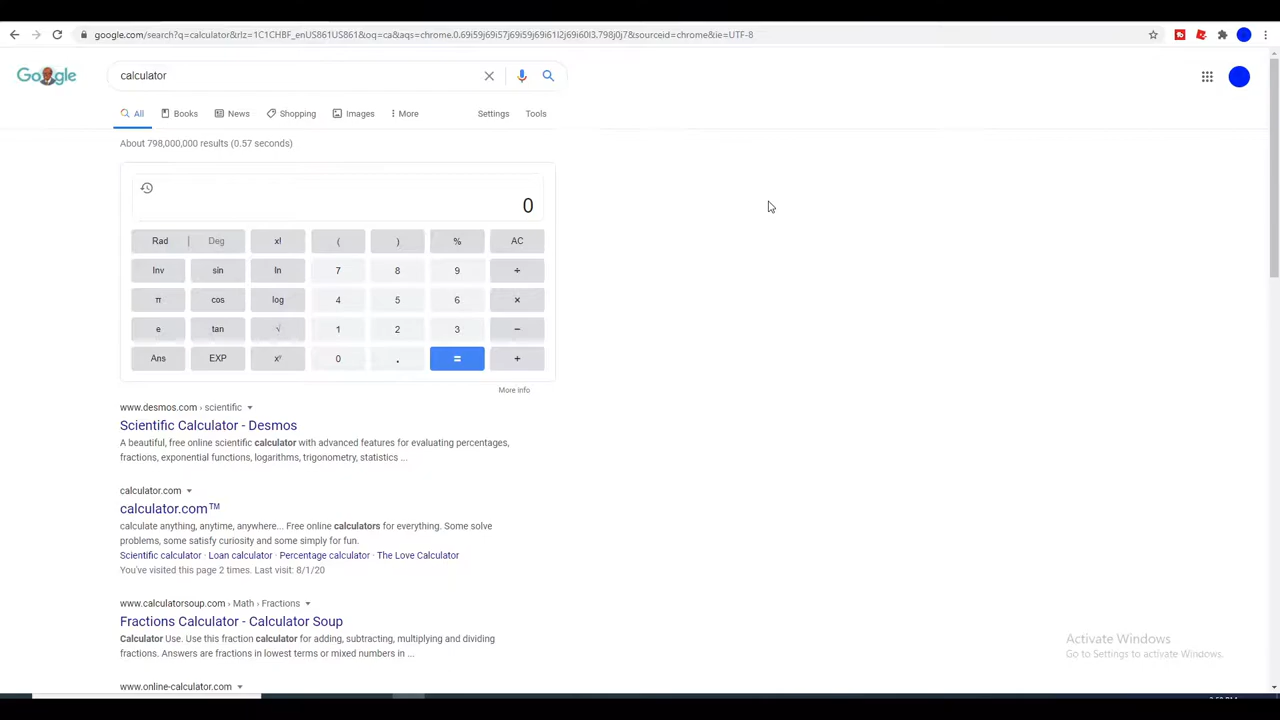 google.com/search?q=calculator&rlz=1C1CHBF_enUS861US861&oq=ca&aqs=chrome.0.69i59j69i57j69i59j69i61l2j69i60l3.798j0j7&sourceid=chrome&ie=UTF-8
Google
calculator
All Books News Shopping Images More Settings Tools
About 798,000,000 results (0.57 seconds)
0
Rad | Deg x! ( ) % AC
Inv sin ln 7 8 9 ÷
π cos log 4 5 6 ×
e tan √ 1 2 3 −
Ans EXP xʸ 0 . = +
More info
www.desmos.com › scientific
Scientific Calculator - Desmos
A beautiful, free online scientific calculator with advanced features for evaluating percentages,
fractions, exponential functions, logarithms, trigonometry, statistics ...
calculator.com
calculator.com™
calculate anything, anytime, anywhere... Free online calculators for everything. Some solve
problems, some satisfy curiosity and some simply for fun.
Scientific calculator · Loan calculator · Percentage calculator · The Love Calculator
You've visited this page 2 times. Last visit: 8/1/20
www.calculatorsoup.com › Math › Fractions
Fractions Calculator - Calculator Soup
Calculator Use. Use this fraction calculator for adding, subtracting, multiplying and dividing
fractions. Answers are fractions in lowest terms or mixed numbers in ...
www.online-calculator.com
Activate Windows
Go to Settings to activate Windows.